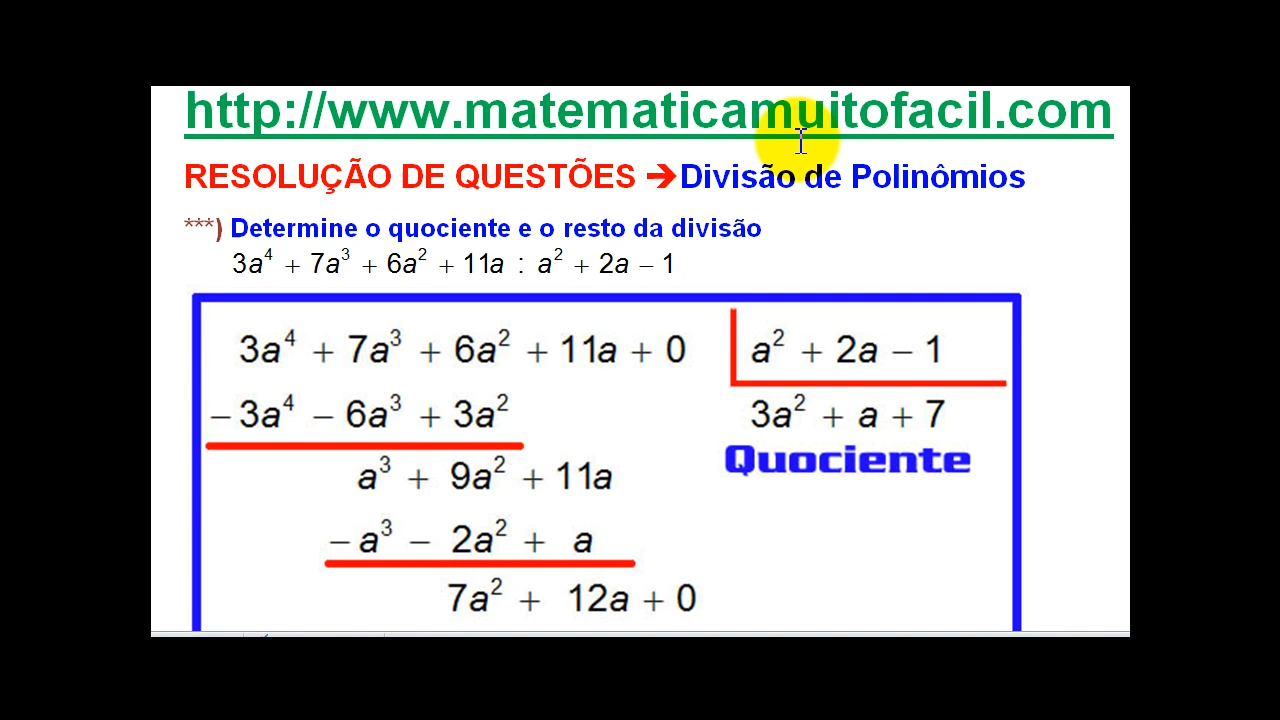 http://www.matematicamuitofacil.com
RESOLUÇÃO DE QUESTÕES ➔Divisão de Polinômios
***) Determine o quociente e o resto da divisão
3a⁴ + 7a³ + 6a² + 11a : a² + 2a − 1
3a⁴ + 7a³ + 6a² + 11a + 0 a² + 2a − 1
− 3a⁴ − 6a³ + 3a² 3a² + a + 7
Quociente
a³ + 9a² + 11a
− a³ − 2a² + a
7a² + 12a + 0